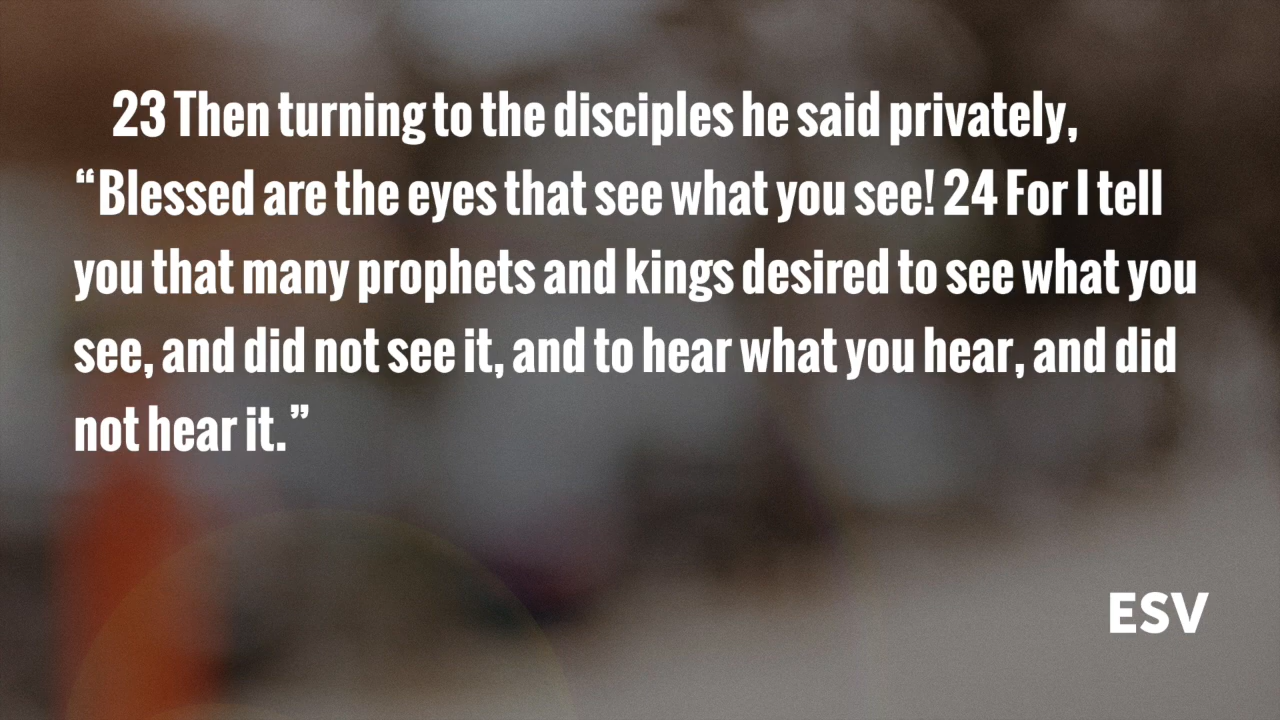 23 Then turning to the disciples he said privately,
“Blessed are the eyes that see what you see! 24 For I tell
you that many prophets and kings desired to see what you
see, and did not see it, and to hear what you hear, and did
not hear it.”
ESV